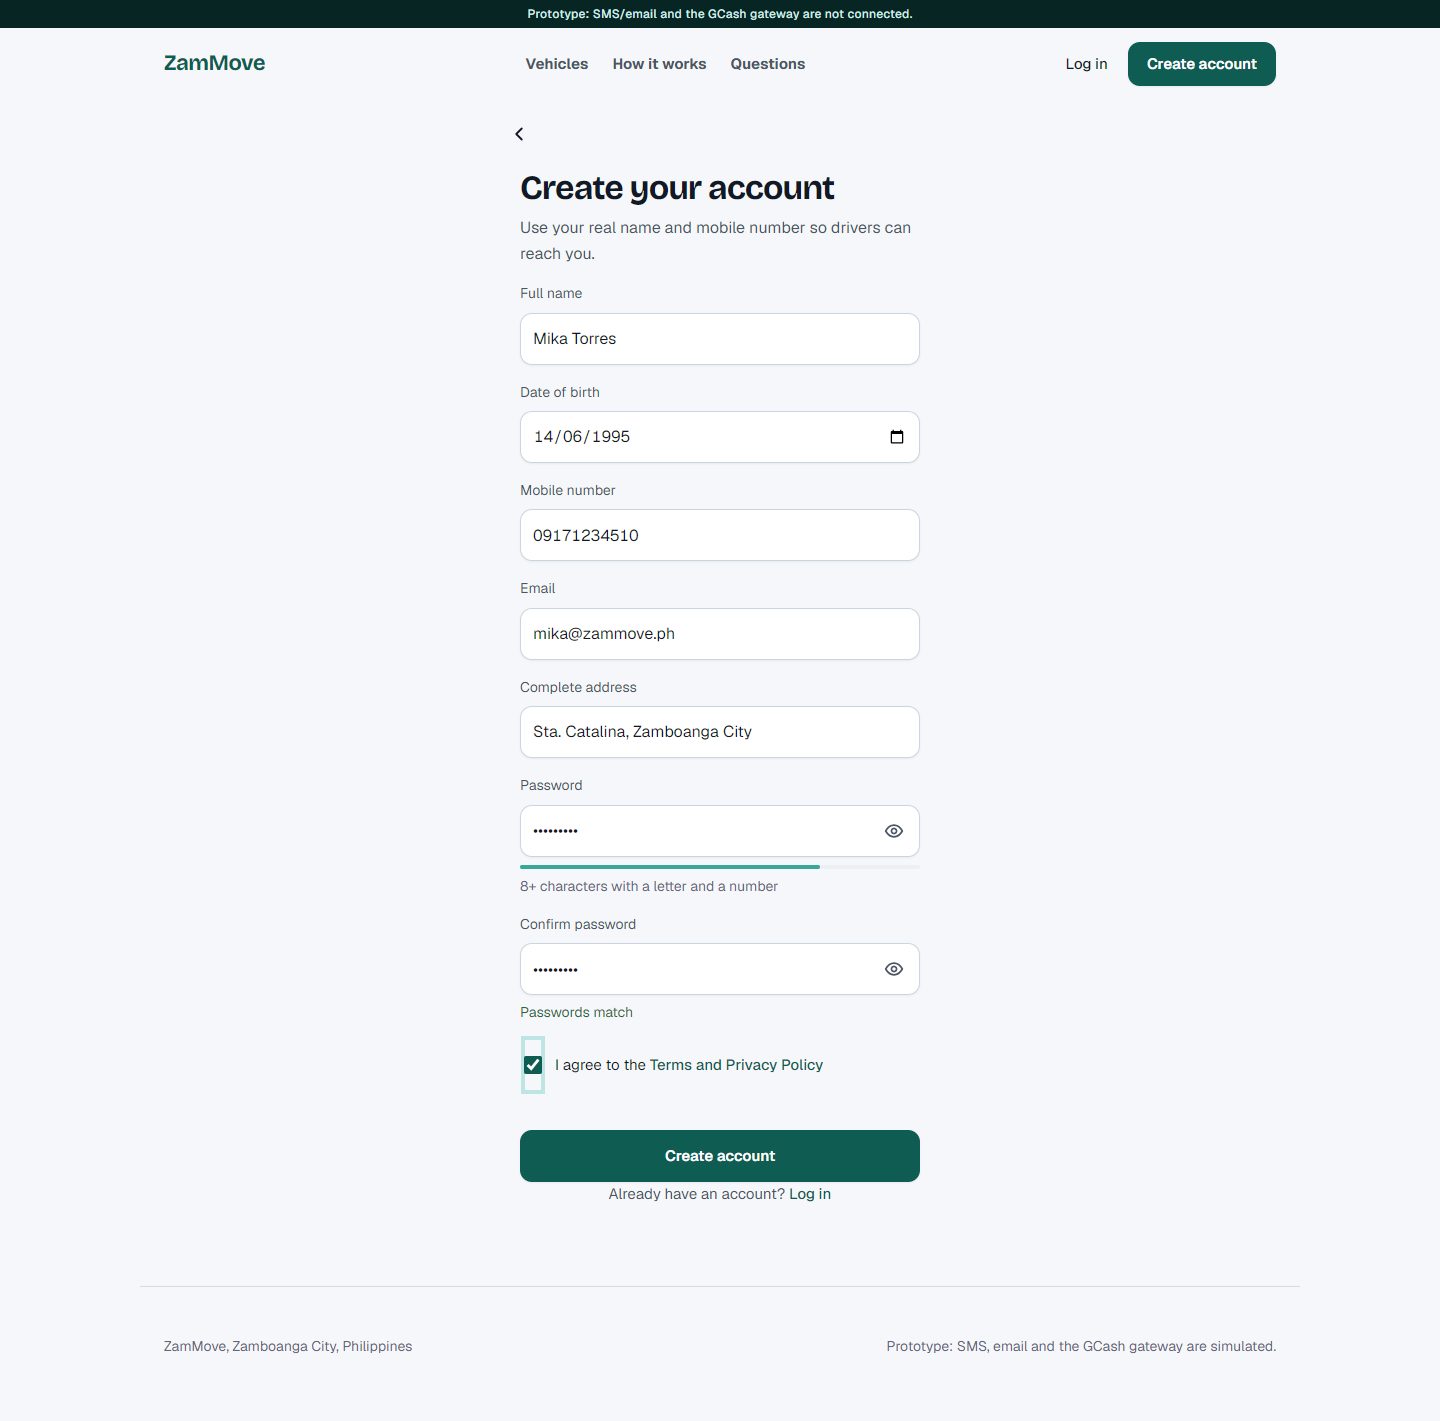 Prototype: SMS/email and the GCash gateway are not connected.
ZamMove
Vehicles
How it works
Questions
Log in
Create account
Create your account
Use your real name and mobile number so drivers can
reach you.
Full name
Mika Torres
Date of birth
14/06/1995
Mobile number
09171234510
Email
mika@zammove.ph
Complete address
Sta. Catalina, Zamboanga City
Password
•••••••••
8+ characters with a letter and a number
Confirm password
•••••••••
Passwords match
I agree to the Terms and Privacy Policy
Create account
Already have an account? Log in
ZamMove, Zamboanga City, Philippines
Prototype: SMS, email and the GCash gateway are simulated.